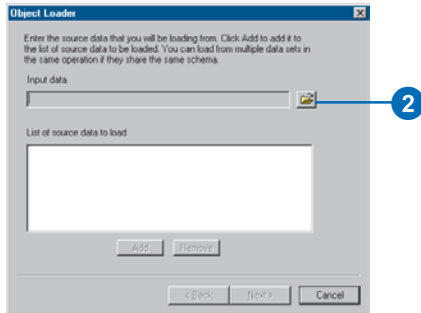 Object Loader
Enter the source data that you will be loading from. Click Add to add it to
the list of source data to be loaded. You can load from multiple data sets in
the same operation if they share the same schema.
Input data
2
List of source data to load
Add Remove
< Back Next > Cancel